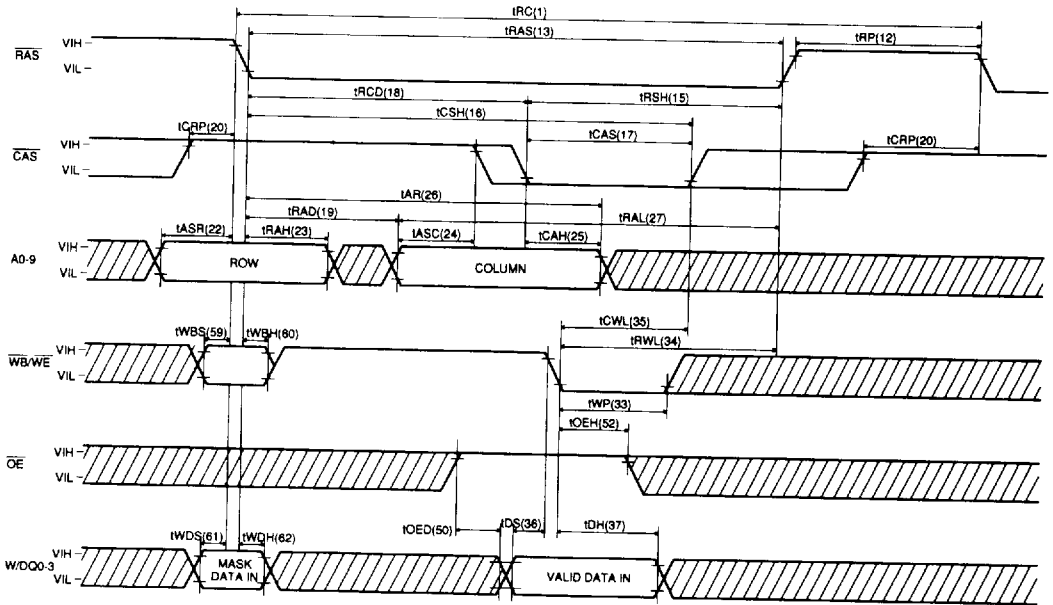 tRC(1)
tRAS(13)
tRP(12)
RAS
VIH
VIL
tRCD(18)
tRSH(15)
tCSH(16)
tCRP(20)
tCAS(17)
tCRP(20)
CAS
VIH
VIL
tAR(26)
tRAD(19)
tRAL(27)
tASR(22)
tRAH(23)
tASC(24)
tCAH(25)
A0-9
VIH
VIL
ROW
COLUMN
tCWL(35)
tWBS(59)
tWBH(60)
tRWL(34)
WB/WE
VIH
VIL
tWP(33)
tOEH(52)
OE
VIH
VIL
tOED(50)
tDS(36)
tDH(37)
tWDS(61)
tWDH(62)
W/DQ0-3
VIH
VIL
MASK
DATA IN
VALID DATA IN